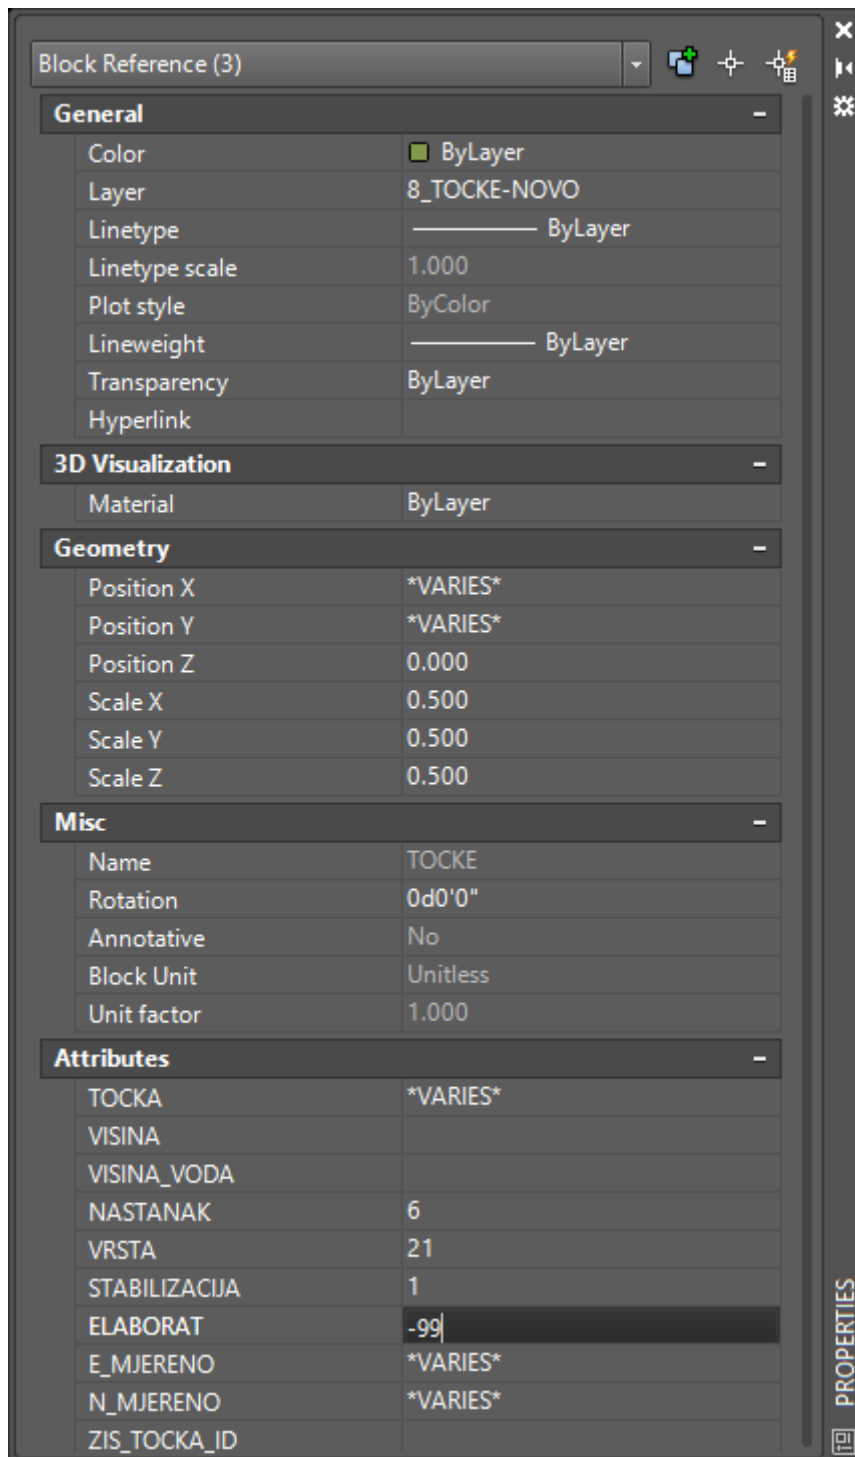 Block Reference (3)
General
Color ByLayer
Layer 8_TOCKE-NOVO
Linetype ByLayer
Linetype scale 1.000
Plot style ByColor
Lineweight ByLayer
Transparency ByLayer
Hyperlink
3D Visualization
Material ByLayer
Geometry
Position X *VARIES*
Position Y *VARIES*
Position Z 0.000
Scale X 0.500
Scale Y 0.500
Scale Z 0.500
Misc
Name TOCKE
Rotation 0d0'0"
Annotative No
Block Unit Unitless
Unit factor 1.000
Attributes
TOCKA *VARIES*
VISINA
VISINA_VODA
NASTANAK 6
VRSTA 21
STABILIZACIJA 1
ELABORAT -99
E_MJERENO *VARIES*
N_MJERENO *VARIES*
ZIS_TOCKA_ID
PROPERTIES